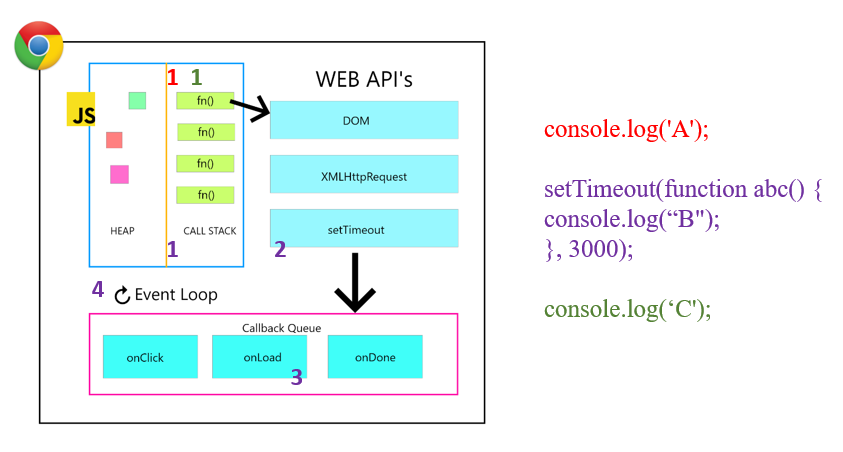 1 1
WEB API's
JS
fn()
fn()
fn()
fn()
DOM
XMLHttpRequest
setTimeout
HEAP
CALL STACK
1
2
4
Event Loop
Callback Queue
onClick
onLoad
onDone
3
console.log('A');
setTimeout(function abc() {
console.log(“B");
}, 3000);
console.log(‘C');